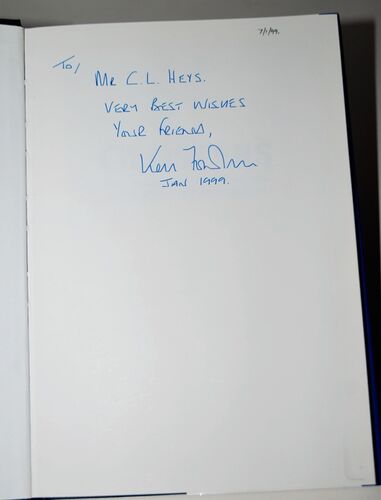 7/1/99.
To/
Mr C. L. Heys.
Very Best Wishes
Your Friend,
Ken
Jan 1999.